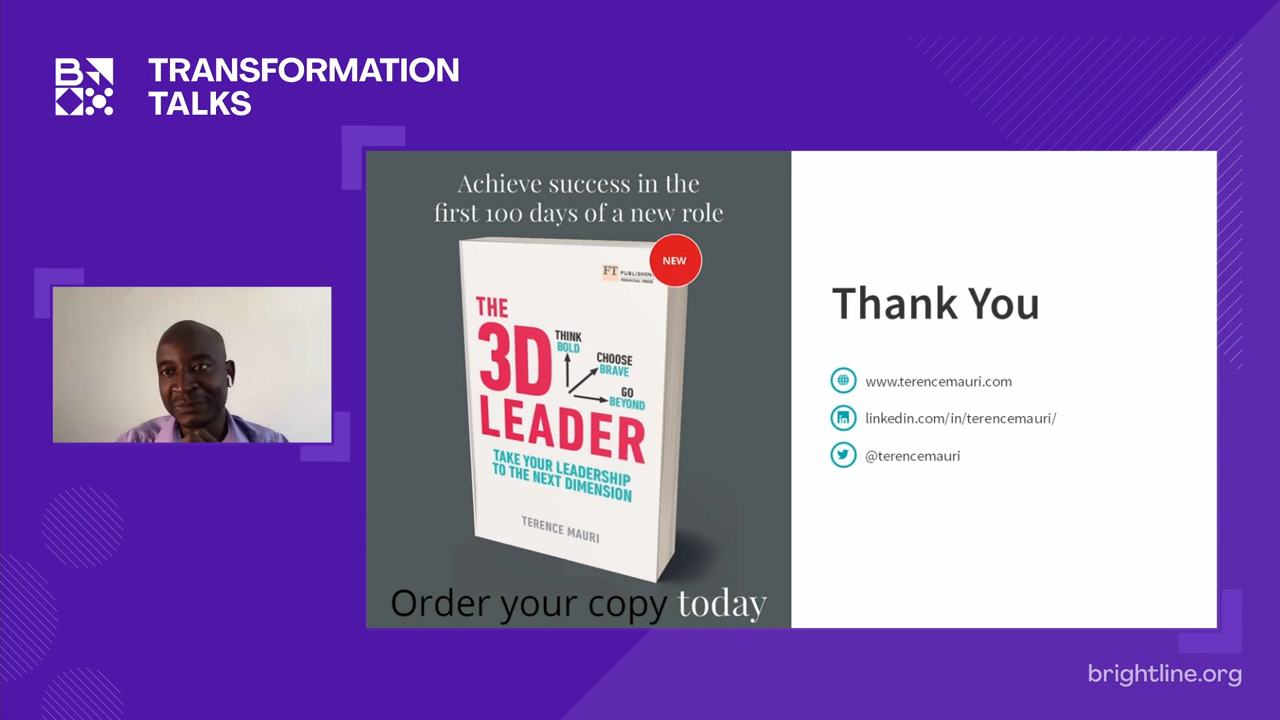 TRANSFORMATION
TALKS
Achieve success in the
first 100 days of a new role
NEW
FT
THE
3D
LEADER
THINK
BOLD
CHOOSE
BRAVE
GO
BEYOND
TAKE YOUR LEADERSHIP
TO THE NEXT DIMENSION
TERENCE MAURI
Order your copy today
Thank You
www.terencemauri.com
linkedin.com/in/terencemauri/
@terencemauri
brightline.org